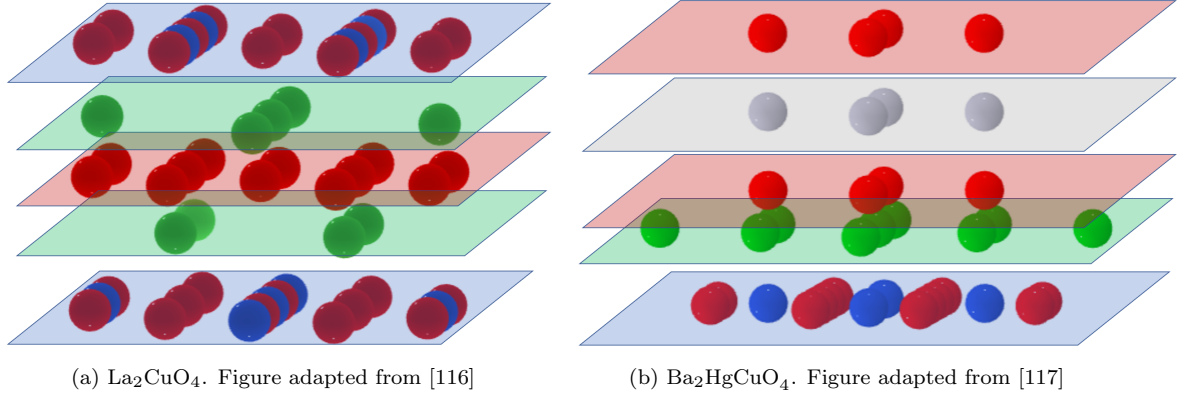 (a) La₂CuO₄. Figure adapted from [116]
(b) Ba₂HgCuO₄. Figure adapted from [117]